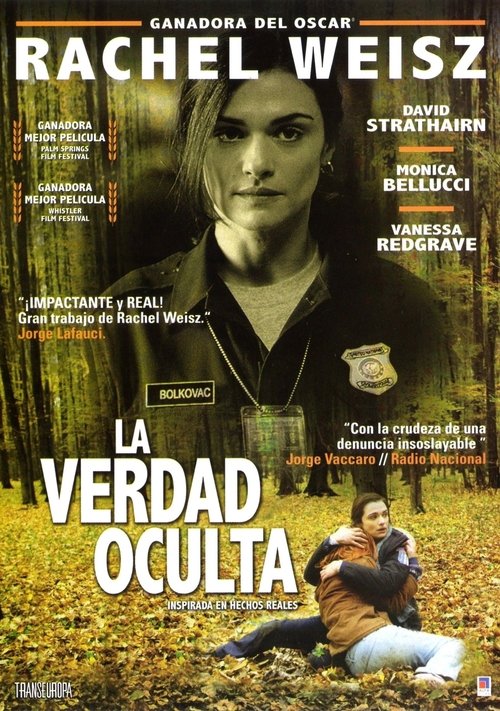 GANADORA DEL OSCAR®
RACHEL WEISZ
GANADORA
MEJOR PELICULA
PALM SPRINGS
FILM FESTIVAL
GANADORA
MEJOR PELICULA
WHISTLER
FILM FESTIVAL
DAVID
STRATHAIRN
MONICA
BELLUCCI
VANESSA
REDGRAVE
“¡IMPACTANTE y REAL!
Gran trabajo de Rachel Weisz.”
Jorge Lafauci.
BOLKOVAC
“Con la crudeza de una
denuncia insoslayable ”
Jorge Vaccaro // Radio Nacional
LA
VERDAD
OCULTA
INSPIRADA EN HECHOS REALES
TRANSEUROPA